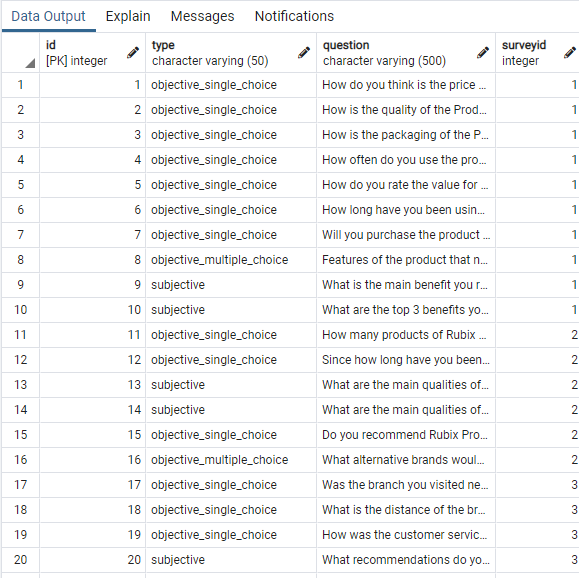 Data Output Explain Messages Notifications
id type question surveyid
[PK] integer character varying (50) character varying (500) integer
1 1 objective_single_choice How do you think is the price ... 1
2 2 objective_single_choice How is the quality of the Prod... 1
3 3 objective_single_choice How is the packaging of the P... 1
4 4 objective_single_choice How often do you use the pro... 1
5 5 objective_single_choice How do you rate the value for ... 1
6 6 objective_single_choice How long have you been usin... 1
7 7 objective_single_choice Will you purchase the product ... 1
8 8 objective_multiple_choice Features of the product that n... 1
9 9 subjective What is the main benefit you r... 1
10 10 subjective What are the top 3 benefits yo... 1
11 11 objective_single_choice How many products of Rubix ... 2
12 12 objective_single_choice Since how long have you been... 2
13 13 subjective What are the main qualities of... 2
14 14 subjective What are the main qualities of... 2
15 15 objective_single_choice Do you recommend Rubix Pro... 2
16 16 objective_multiple_choice What alternative brands woul... 2
17 17 objective_single_choice Was the branch you visited ne... 3
18 18 objective_single_choice What is the distance of the br... 3
19 19 objective_single_choice How was the customer servic... 3
20 20 subjective What recommendations do yo... 3